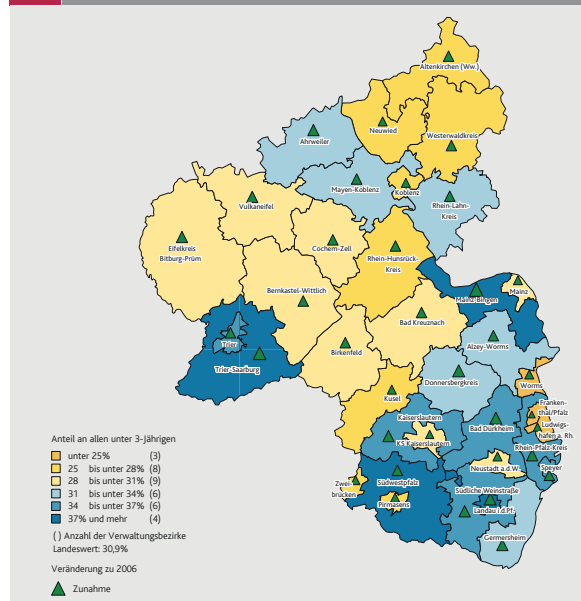 Altenkirchen (Ww.)
Neuwied
Westerwaldkreis
Ahrweiler
Mayen-Koblenz
Koblenz
Rhein-Lahn-
Kreis
Vulkaneifel
Cochem-Zell
Eifelkreis
Bitburg-Prüm
Rhein-Hunsrück-
Kreis
Bernkastel-Wittlich
Mainz
Mainz-Bingen
Bad Kreuznach
Trier
Birkenfeld
Alzey-Worms
Trier-Saarburg
Donnersbergkreis
Worms
Kusel
Franken-
thal/Pfalz
Kaiserslautern
Bad Dürkheim
Ludwigs-
hafen a. Rh.
KS Kaiserslautern
Rhein-Pfalz-Kreis
Neustadt a.d.W.
Speyer
Zwei-
brücken
Südwestpfalz
Südliche Weinstraße
Pirmasens
Landau i.d.Pf.
Germersheim
Anteil an allen unter 3-Jährigen
unter 25% (3)
25 bis unter 28% (8)
28 bis unter 31% (9)
31 bis unter 34% (6)
34 bis unter 37% (6)
37% und mehr (4)
( ) Anzahl der Verwaltungsbezirke
Landeswert: 30,9%
Veränderung zu 2006
Zunahme